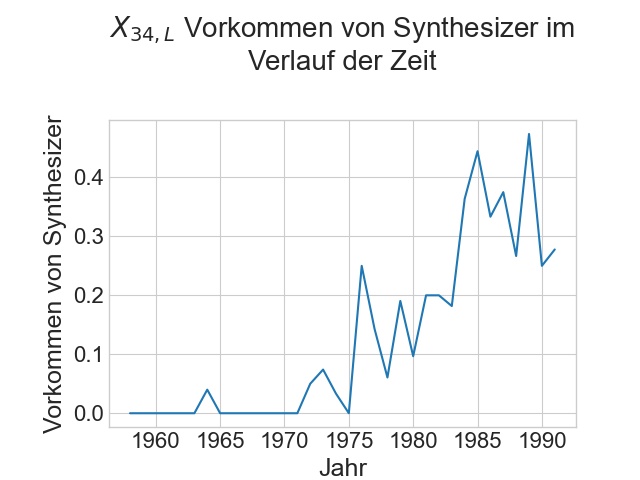 X34, L Vorkommen von Synthesizer im
Verlauf der Zeit
Vorkommen von Synthesizer
0.4
0.3
0.2
0.1
0.0
1960 1965 1970 1975 1980 1985 1990
Jahr